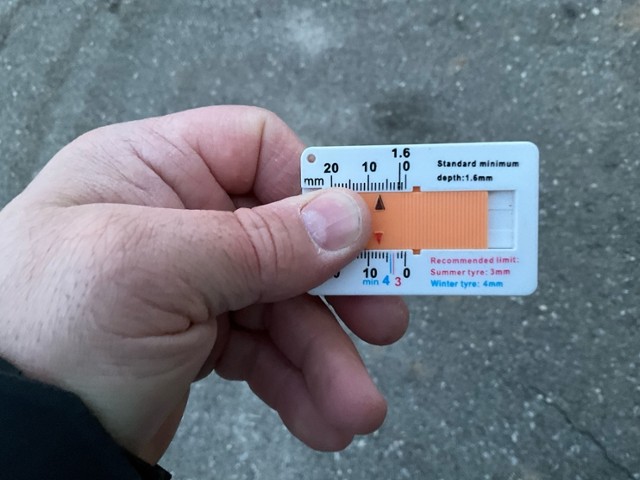 1.6
mm 20 10 0
Standard minimum
depth:1.6mm
0 10 0
min 4 3
Recommended limit:
Summer tyre: 3mm
Winter tyre: 4mm